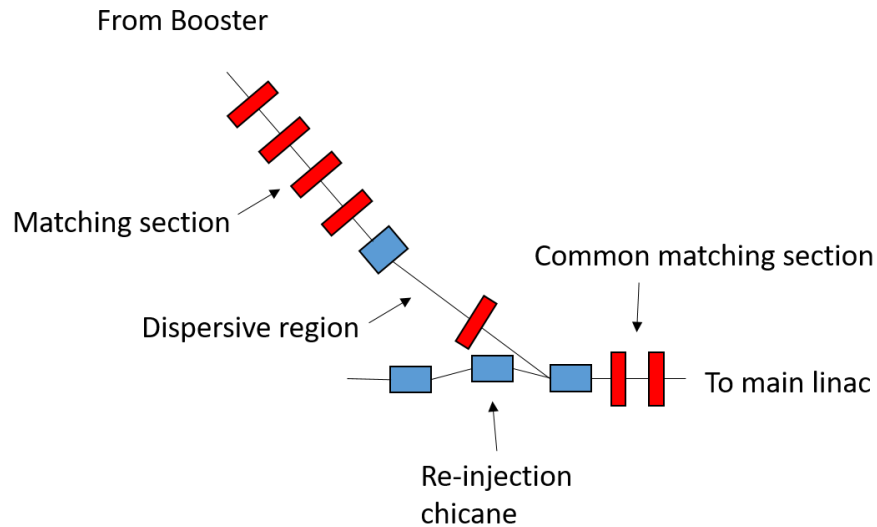 From Booster
Matching section
Common matching section
Dispersive region
To main linac
Re-injection
chicane